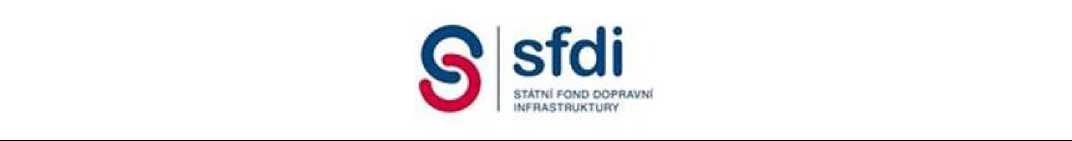 sfdi
STÁTNÍ FOND DOPRAVNÍ
INFRASTRUKTURY